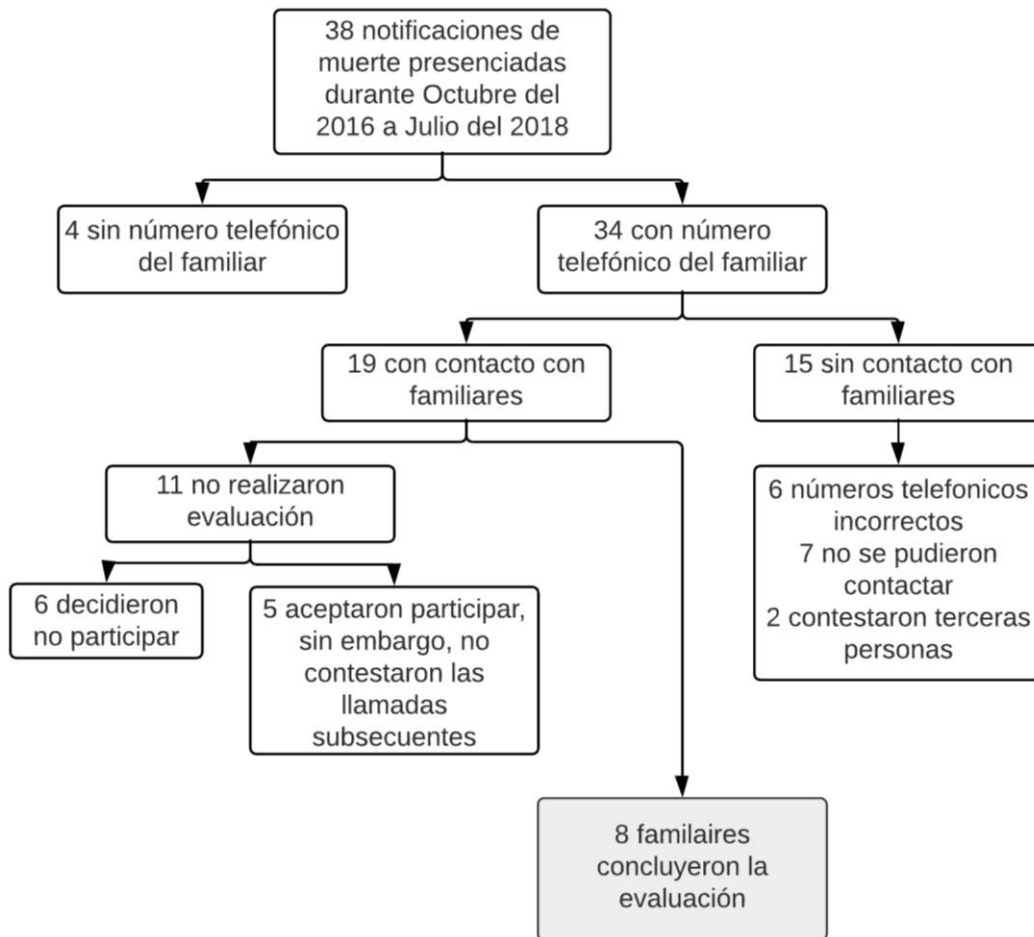 38 notificaciones de
muerte presenciadas
durante Octubre del
2016 a Julio del 2018
4 sin número telefónico
del familiar
34 con número
telefónico del familiar
19 con contacto con
familiares
15 sin contacto con
familiares
11 no realizaron
evaluación
6 números telefonicos
incorrectos
7 no se pudieron
contactar
2 contestaron terceras
personas
6 decidieron
no participar
5 aceptaron participar,
sin embargo, no
contestaron las
llamadas
subsecuentes
8 familaires
concluyeron la
evaluación